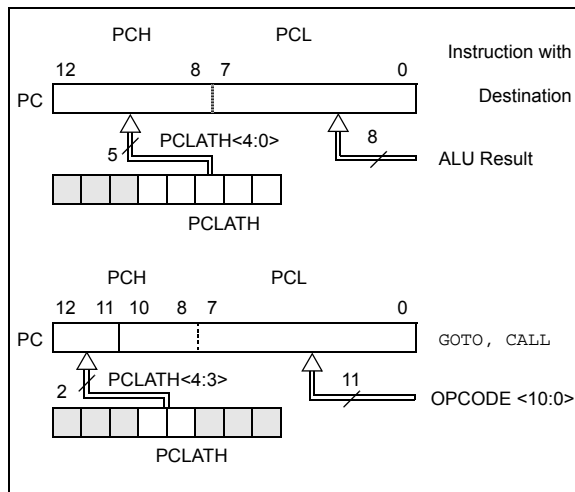 PCH PCL
12 8 7 0 Instruction with
PC Destination
5 PCLATH<4:0> 8 ALU Result
PCLATH
PCH PCL
12 11 10 8 7 0
PC GOTO, CALL
2 PCLATH<4:3> 11 OPCODE <10:0>
PCLATH